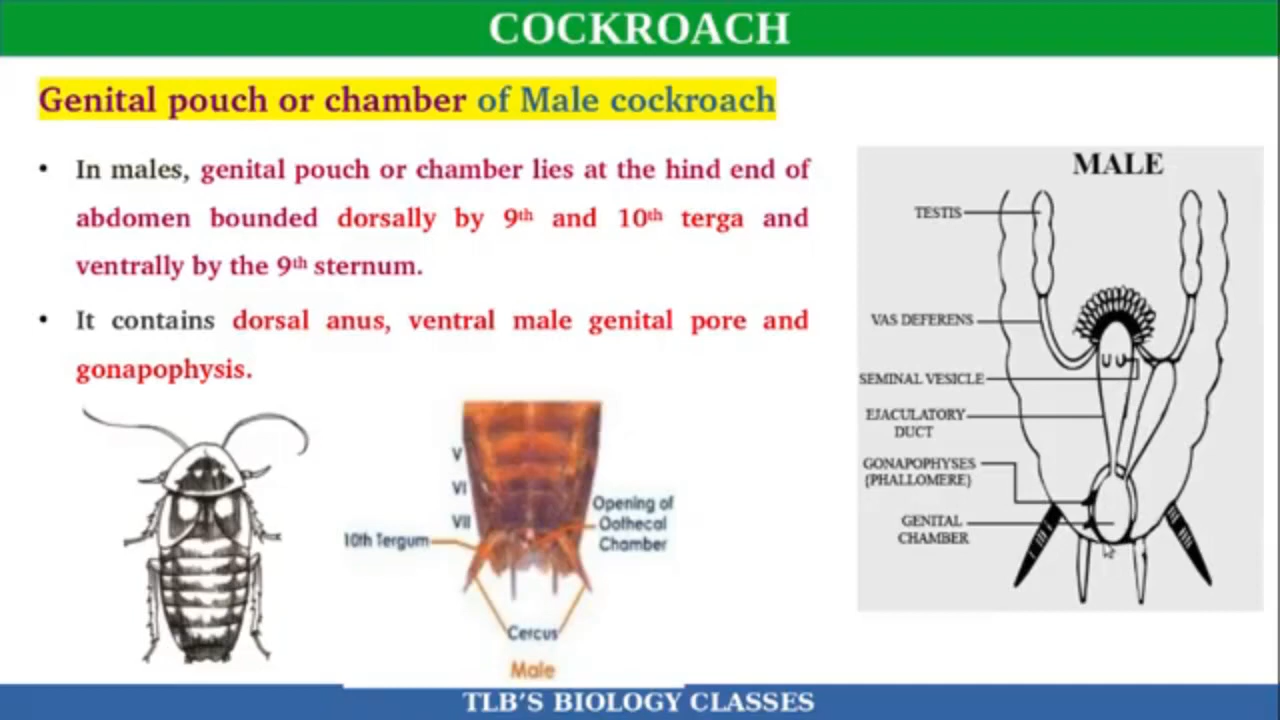 COCKROACH
Genital pouch or chamber of Male cockroach
• In males, genital pouch or chamber lies at the hind end of
abdomen bounded dorsally by 9th and 10th terga and
ventrally by the 9th sternum.
• It contains dorsal anus, ventral male genital pore and
gonapophysis.
V
VI
VII
10th Tergum
Opening of
Oothecal
Chamber
Cercus
Male
MALE
TESTIS
VAS DEFERENS
SEMINAL VESICLE
EJACULATORY
DUCT
GONAPOPHYSES
(PHALLOMERE)
GENITAL
CHAMBER
TLB'S BIOLOGY CLASSES